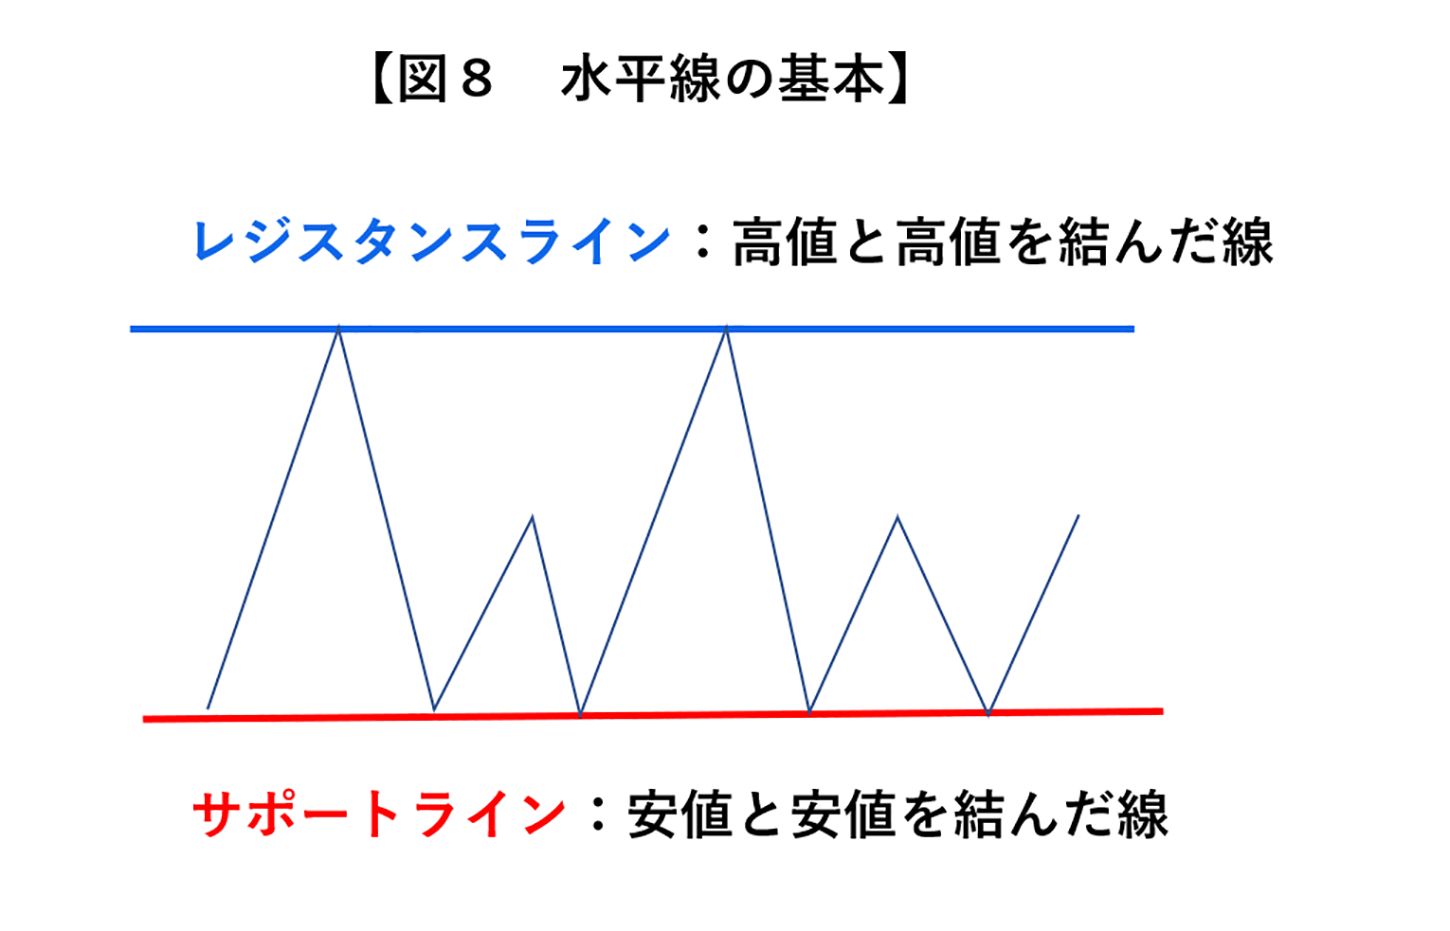 【図８　水平線の基本】
レジスタンスライン：高値と高値を結んだ線
サポートライン：安値と安値を結んだ線